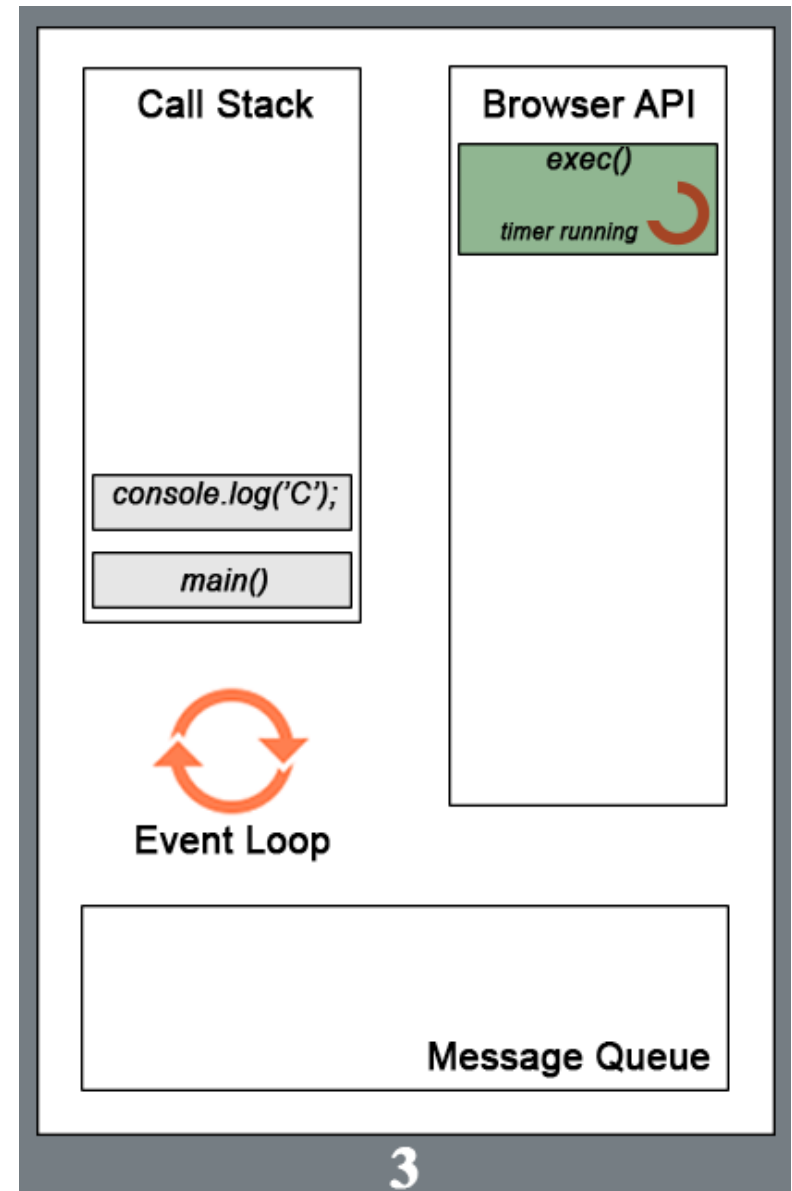 Call Stack
console.log('C');
main()
Browser API
exec()
timer running
Event Loop
Message Queue
3